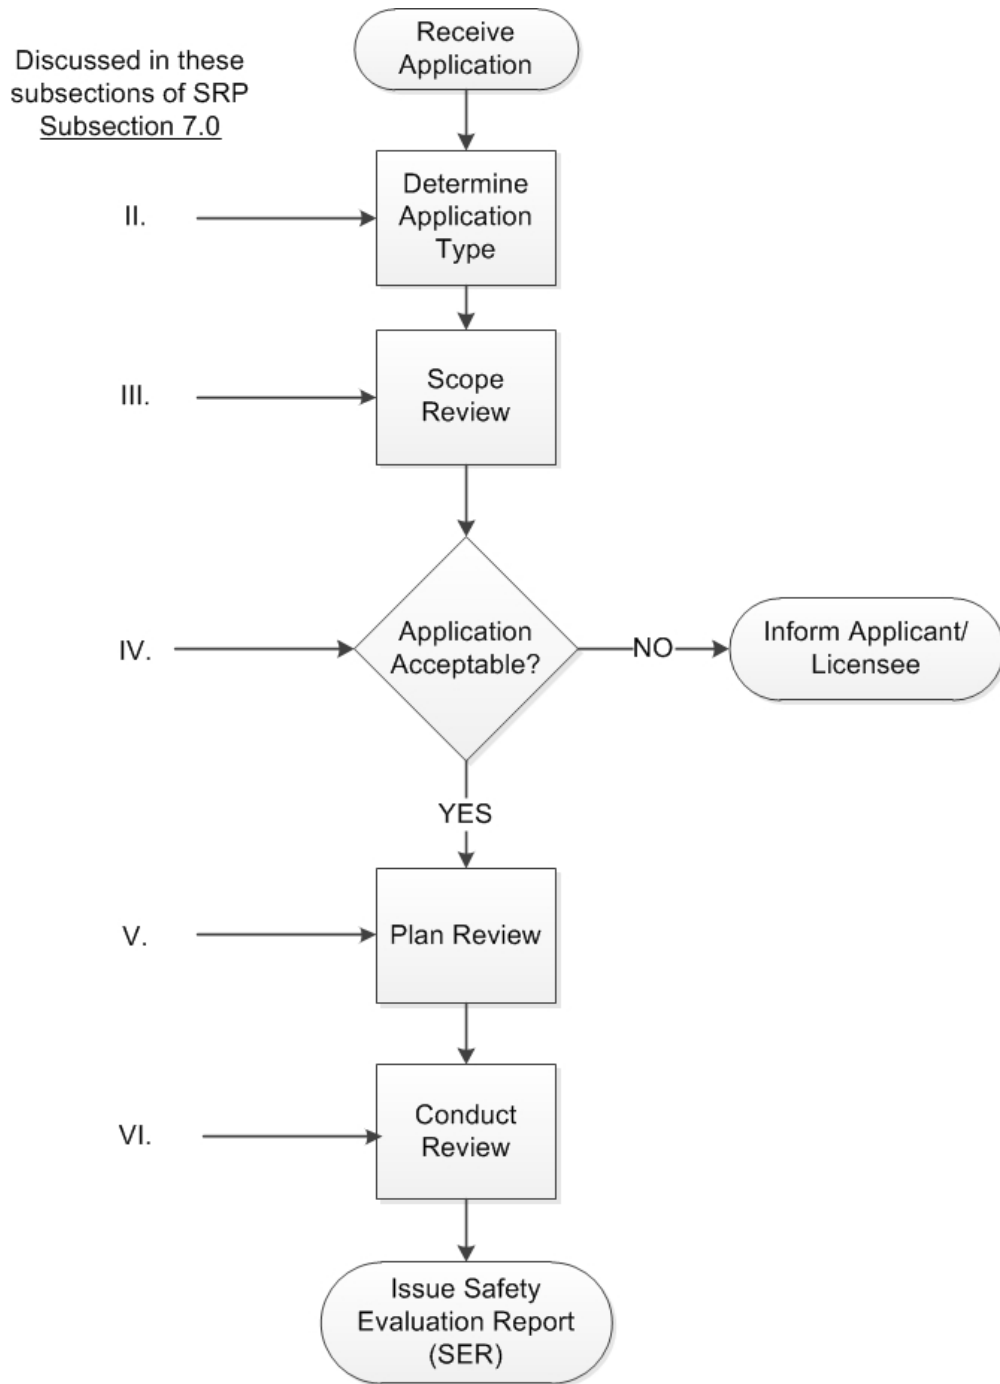 Receive
Application
Discussed in these
subsections of SRP
Subsection 7.0
Determine
Application
Type
II.
Scope
Review
III.
Application
Acceptable?
IV.
NO
Inform Applicant/
Licensee
YES
Plan Review
V.
Conduct
Review
VI.
Issue Safety
Evaluation Report
(SER)